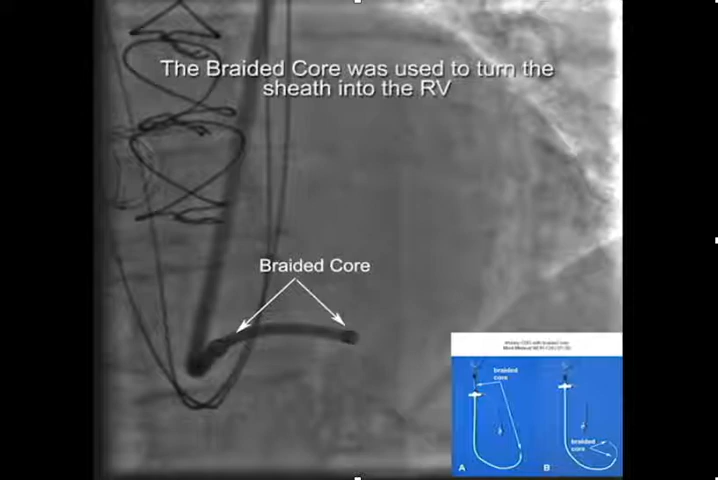 The Braided Core was used to turn the
sheath into the RV
Braided Core
braided
core
braided
core
A
B